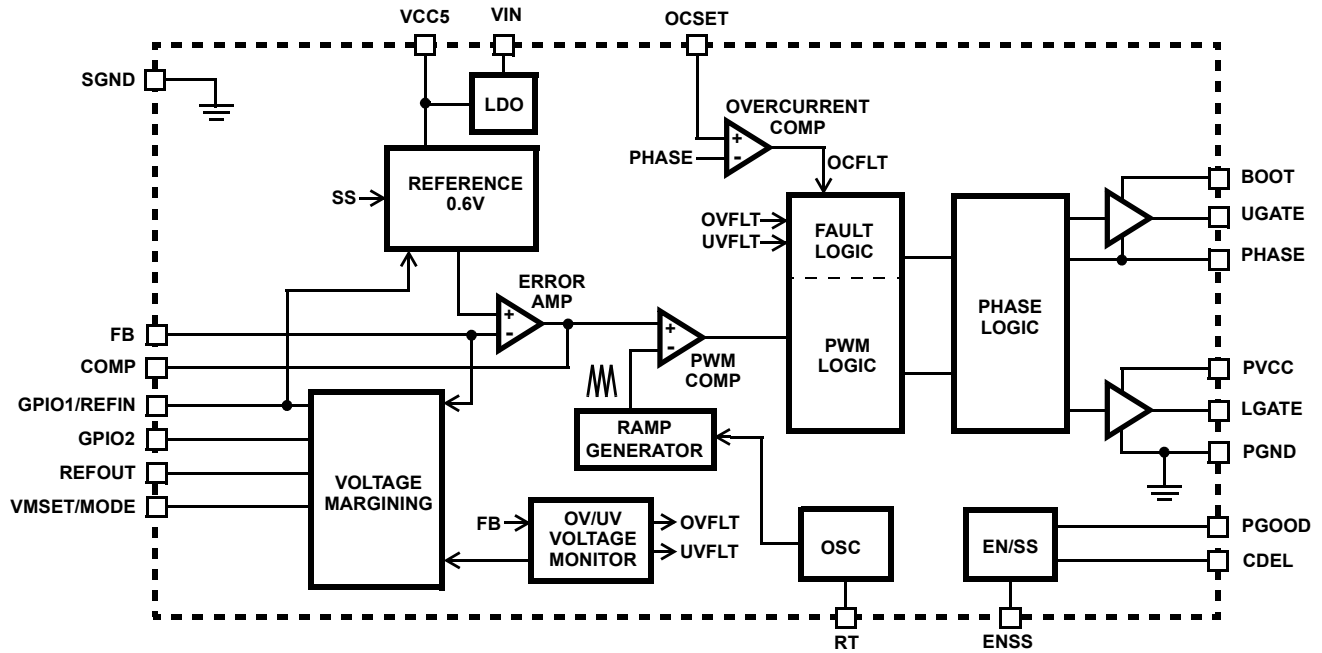 VCC5
VIN
OCSET
SGND
LDO
OVERCURRENT
COMP
+
-
PHASE
OCFLT
REFERENCE
0.6V
SS
BOOT
UGATE
PHASE
OVFLT
UVFLT
FAULT
LOGIC
ERROR
AMP
+
-
PHASE
LOGIC
FB
COMP
+
-
PWM
COMP
PWM
LOGIC
PVCC
LGATE
PGND
GPIO1/REFIN
GPIO2
REFOUT
VMSET/MODE
RAMP
GENERATOR
VOLTAGE
MARGINING
FB
OV/UV
VOLTAGE
MONITOR
OVFLT
UVFLT
OSC
EN/SS
PGOOD
CDEL
RT
ENSS